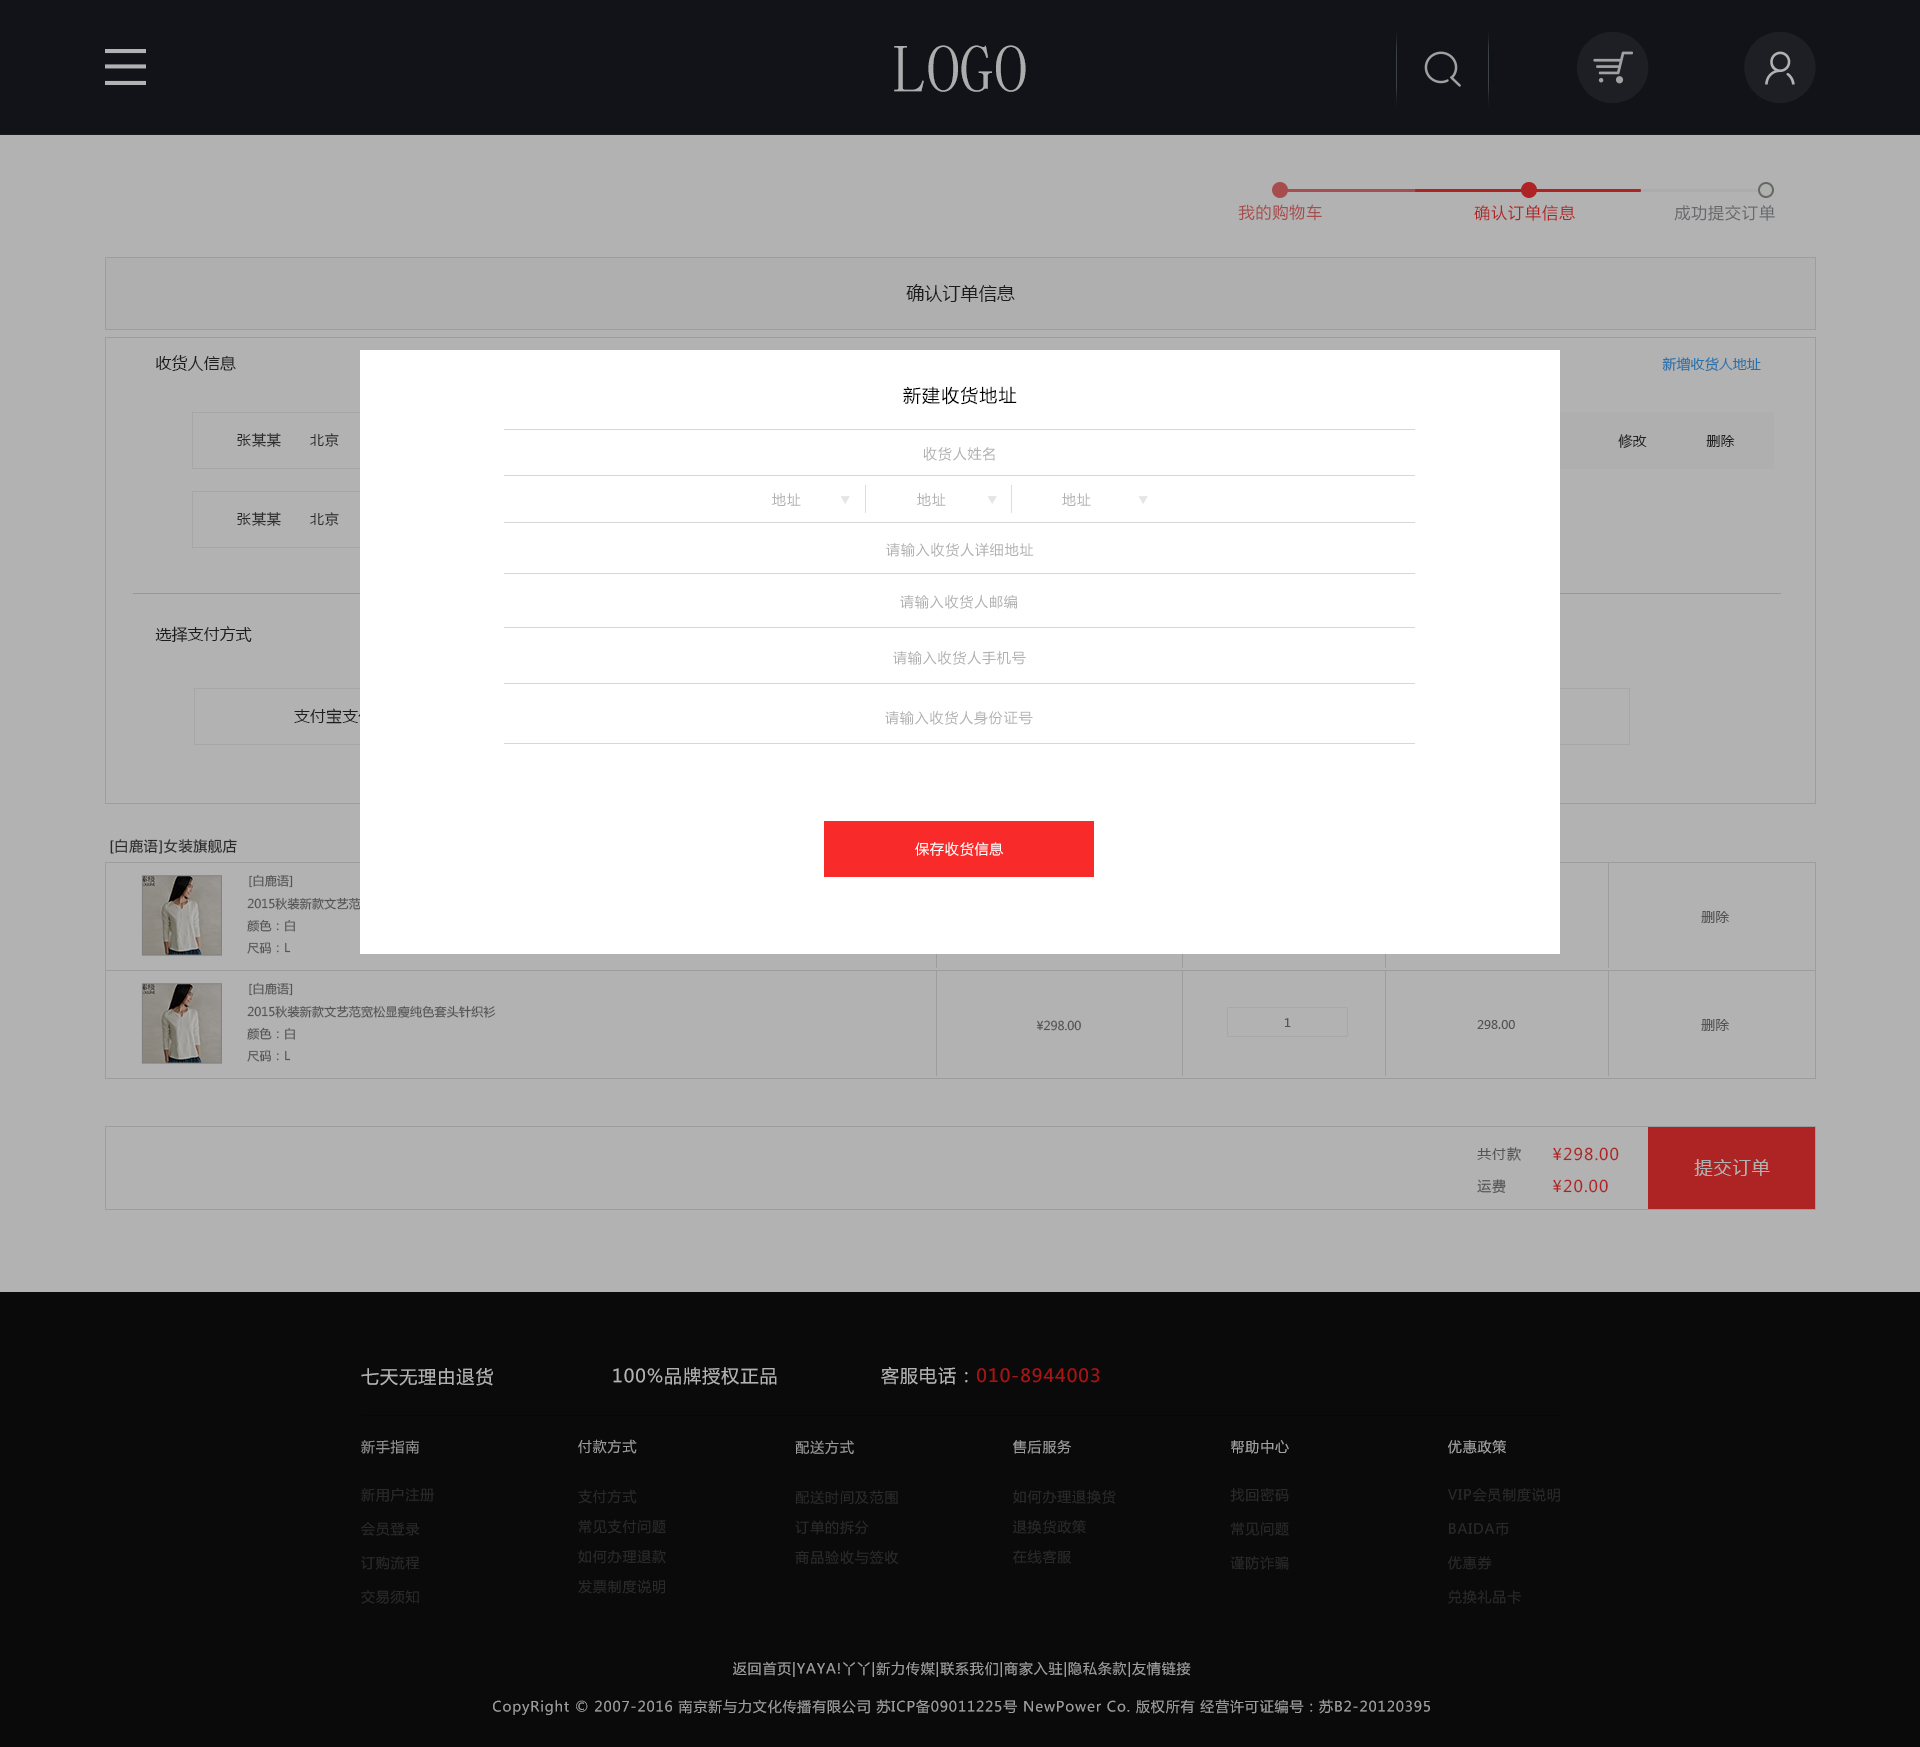 LOGO
我的购物车 确认订单信息 成功提交订单
确认订单信息
收货人信息 新增收货人地址
张某某 北京 修改 删除
张某某 北京
选择支付方式
支付宝支
新建收货地址
收货人姓名
地址 地址 地址
请输入收货人详细地址
请输入收货人邮编
请输入收货人手机号
请输入收货人身份证号
保存收货信息
[白鹿语]女装旗舰店
[白鹿语]
2015秋装新款文艺范
颜色：白
尺码：L
删除
[白鹿语]
2015秋装新款文艺范宽松显瘦纯色套头针织衫
颜色：白
尺码：L
¥298.00 1 298.00 删除
共付款 ¥298.00
运费 ¥20.00
提交订单
七天无理由退货 100%品牌授权正品 客服电话：010-8944003
新手指南 付款方式 配送方式 售后服务 帮助中心 优惠政策
新用户注册 支付方式 配送时间及范围 如何办理退换货 找回密码 VIP会员制度说明
会员登录 常见支付问题 订单的拆分 退换货政策 常见问题 BAIDA币
订购流程 如何办理退款 商品验收与签收 在线客服 谨防诈骗 优惠券
交易须知 发票制度说明 兑换礼品卡
返回首页|YAYA!丫丫|新力传媒|联系我们|商家入驻|隐私条款|友情链接
CopyRight © 2007-2016 南京新与力文化传播有限公司 苏ICP备09011225号 NewPower Co. 版权所有 经营许可证编号：苏B2-20120395